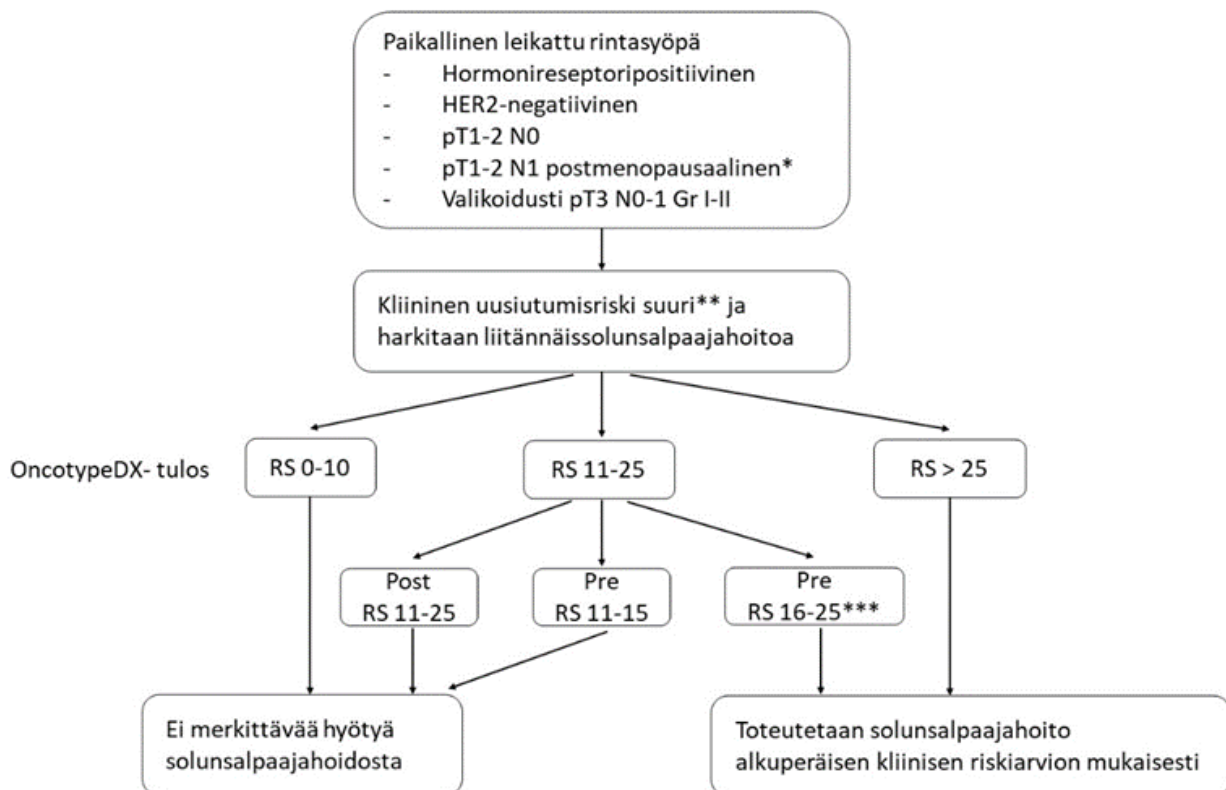 Paikallinen leikattu rintasyöpä
- Hormonireseptoripositiivinen
- HER2-negatiivinen
- pT1-2 N0
- pT1-2 N1 postmenopausaalinen*
- Valikoidusti pT3 N0-1 Gr I-II
Kliininen uusiutumisriski suuri** ja
harkitaan liitännäissolunsalpaajahoitoa
OncotypeDX- tulos
RS 0-10
RS 11-25
RS > 25
Post
RS 11-25
Pre
RS 11-15
Pre
RS 16-25***
Ei merkittävää hyötyä
solunsalpaajahoidosta
Toteutetaan solunsalpaajahoito
alkuperäisen kliinisen riskiarvion mukaisesti